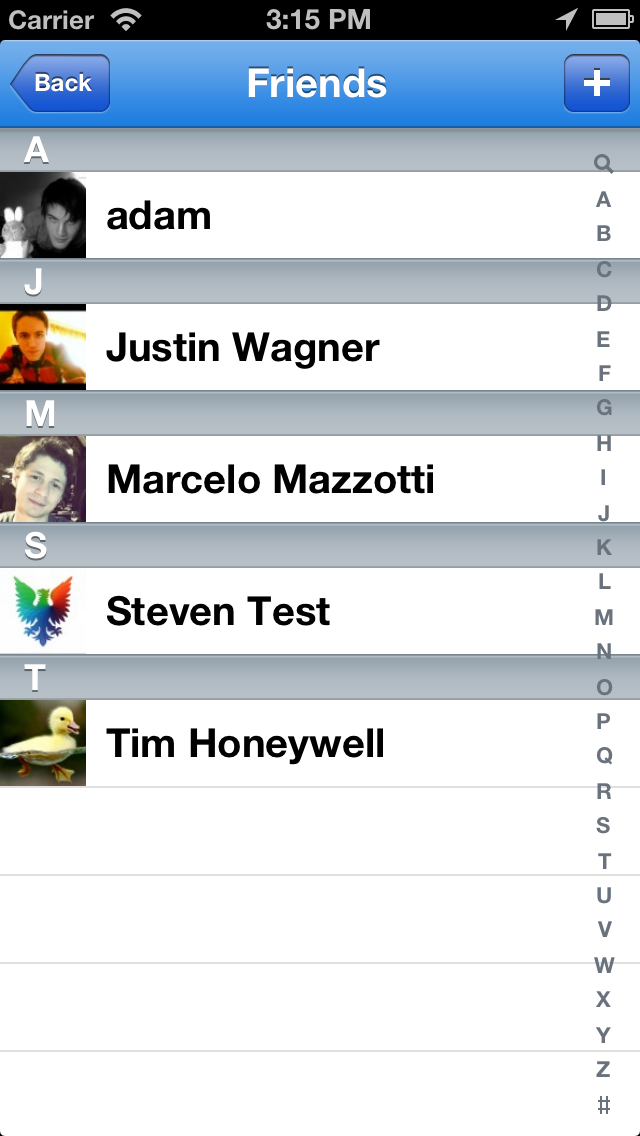 Carrier 3:15 PM
Back Friends +
A
adam
J
Justin Wagner
M
Marcelo Mazzotti
S
Steven Test
T
Tim Honeywell
A
B
C
D
E
F
G
H
I
J
K
L
M
N
O
P
Q
R
S
T
U
V
W
X
Y
Z
#